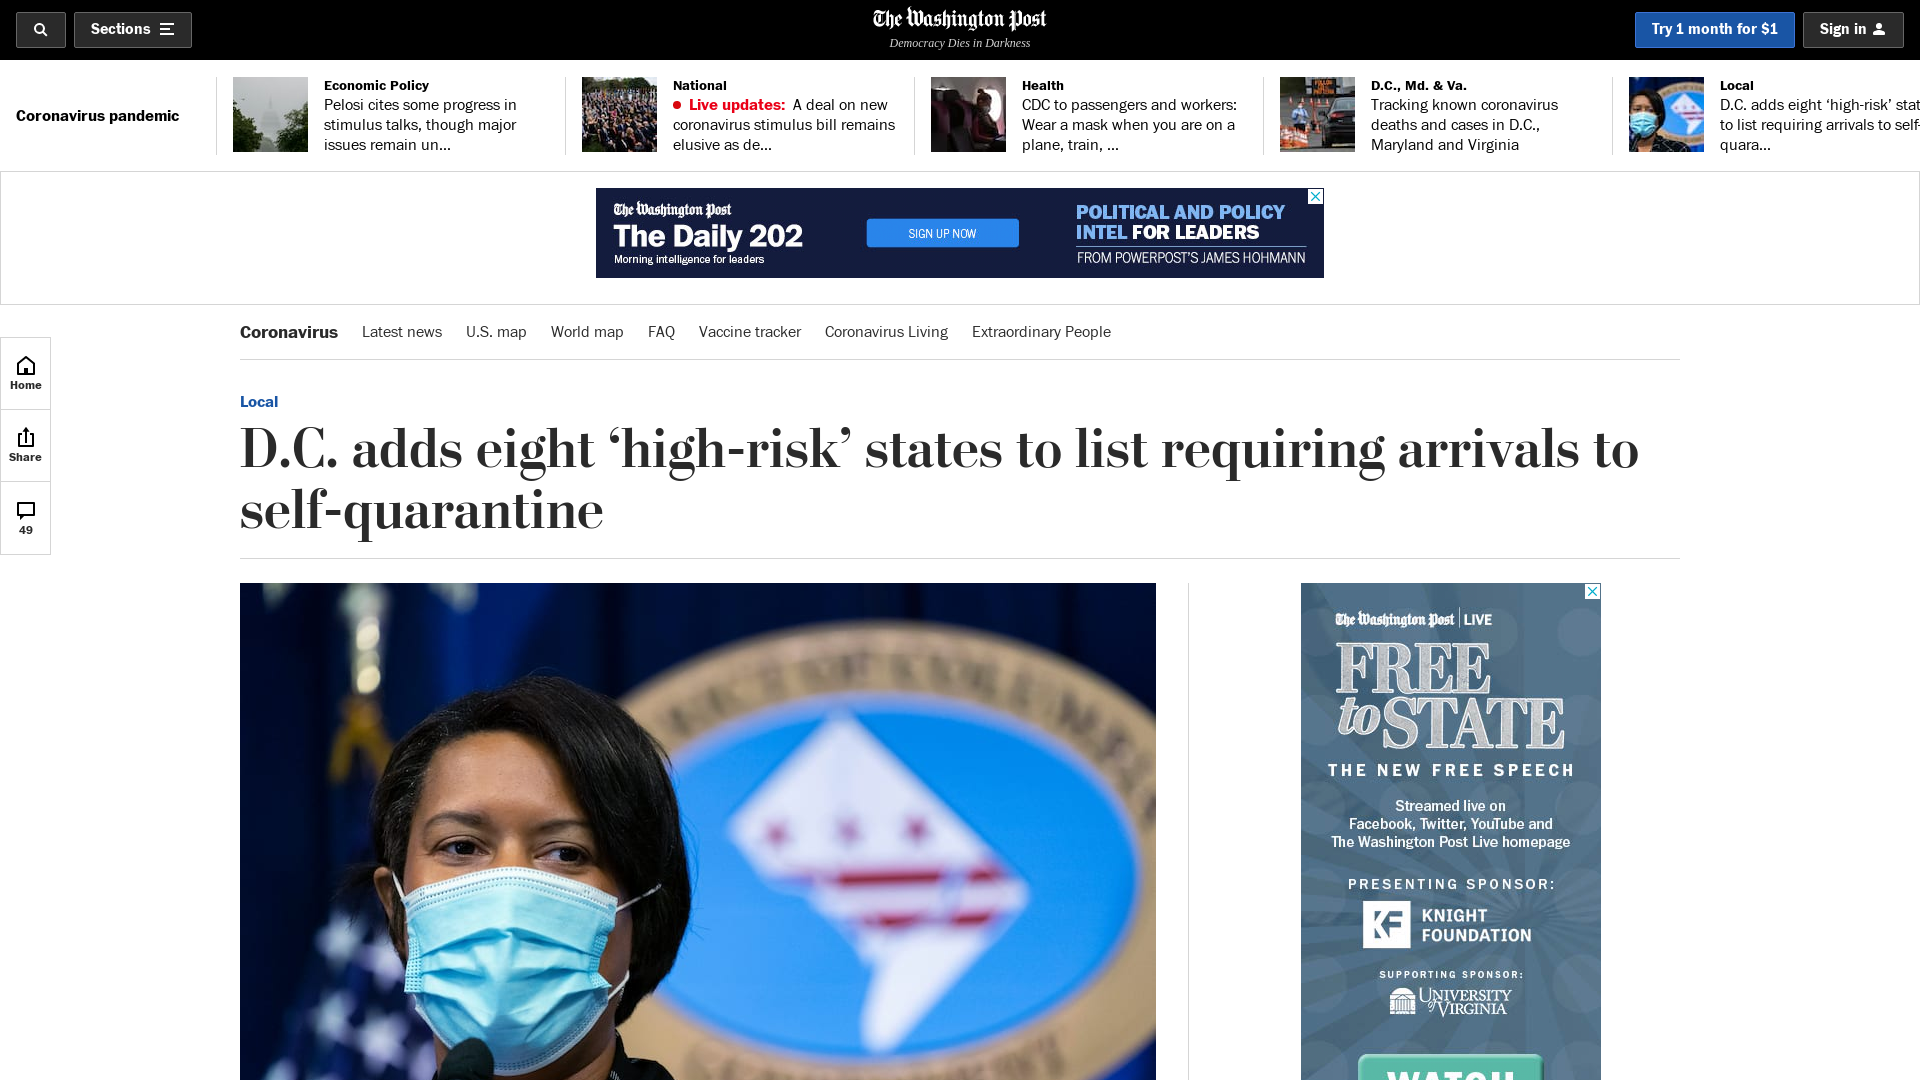 Sections
The Washington Post
Democracy Dies in Darkness
Try 1 month for $1
Sign in
Coronavirus pandemic
Economic Policy
Pelosi cites some progress in
stimulus talks, though major
issues remain un...
National
Live updates: A deal on new
coronavirus stimulus bill remains
elusive as de...
Health
CDC to passengers and workers:
Wear a mask when you are on a
plane, train, ...
D.C., Md. & Va.
Tracking known coronavirus
deaths and cases in D.C.,
Maryland and Virginia
Local
D.C. adds eight ‘high-risk’
to list requiring arrivals to self-
quara...
The Washington Post
The Daily 202
Morning intelligence for leaders
SIGN UP NOW
POLITICAL AND POLICY
INTEL FOR LEADERS
FROM POWERPOST'S JAMES HOHMANN
Coronavirus
Latest news
U.S. map
World map
FAQ
Vaccine tracker
Coronavirus Living
Extraordinary People
Home
Share
49
Local
D.C. adds eight ‘high-risk’ states to list requiring arrivals to
self-quarantine
The Washington Post LIVE
FREE
to STATE
THE NEW FREE SPEECH
Streamed live on
Facebook, Twitter, YouTube and
The Washington Post Live homepage
PRESENTING SPONSOR:
KF
KNIGHT
FOUNDATION
SUPPORTING SPONSOR:
UNIVERSITY
of VIRGINIA
WATCH